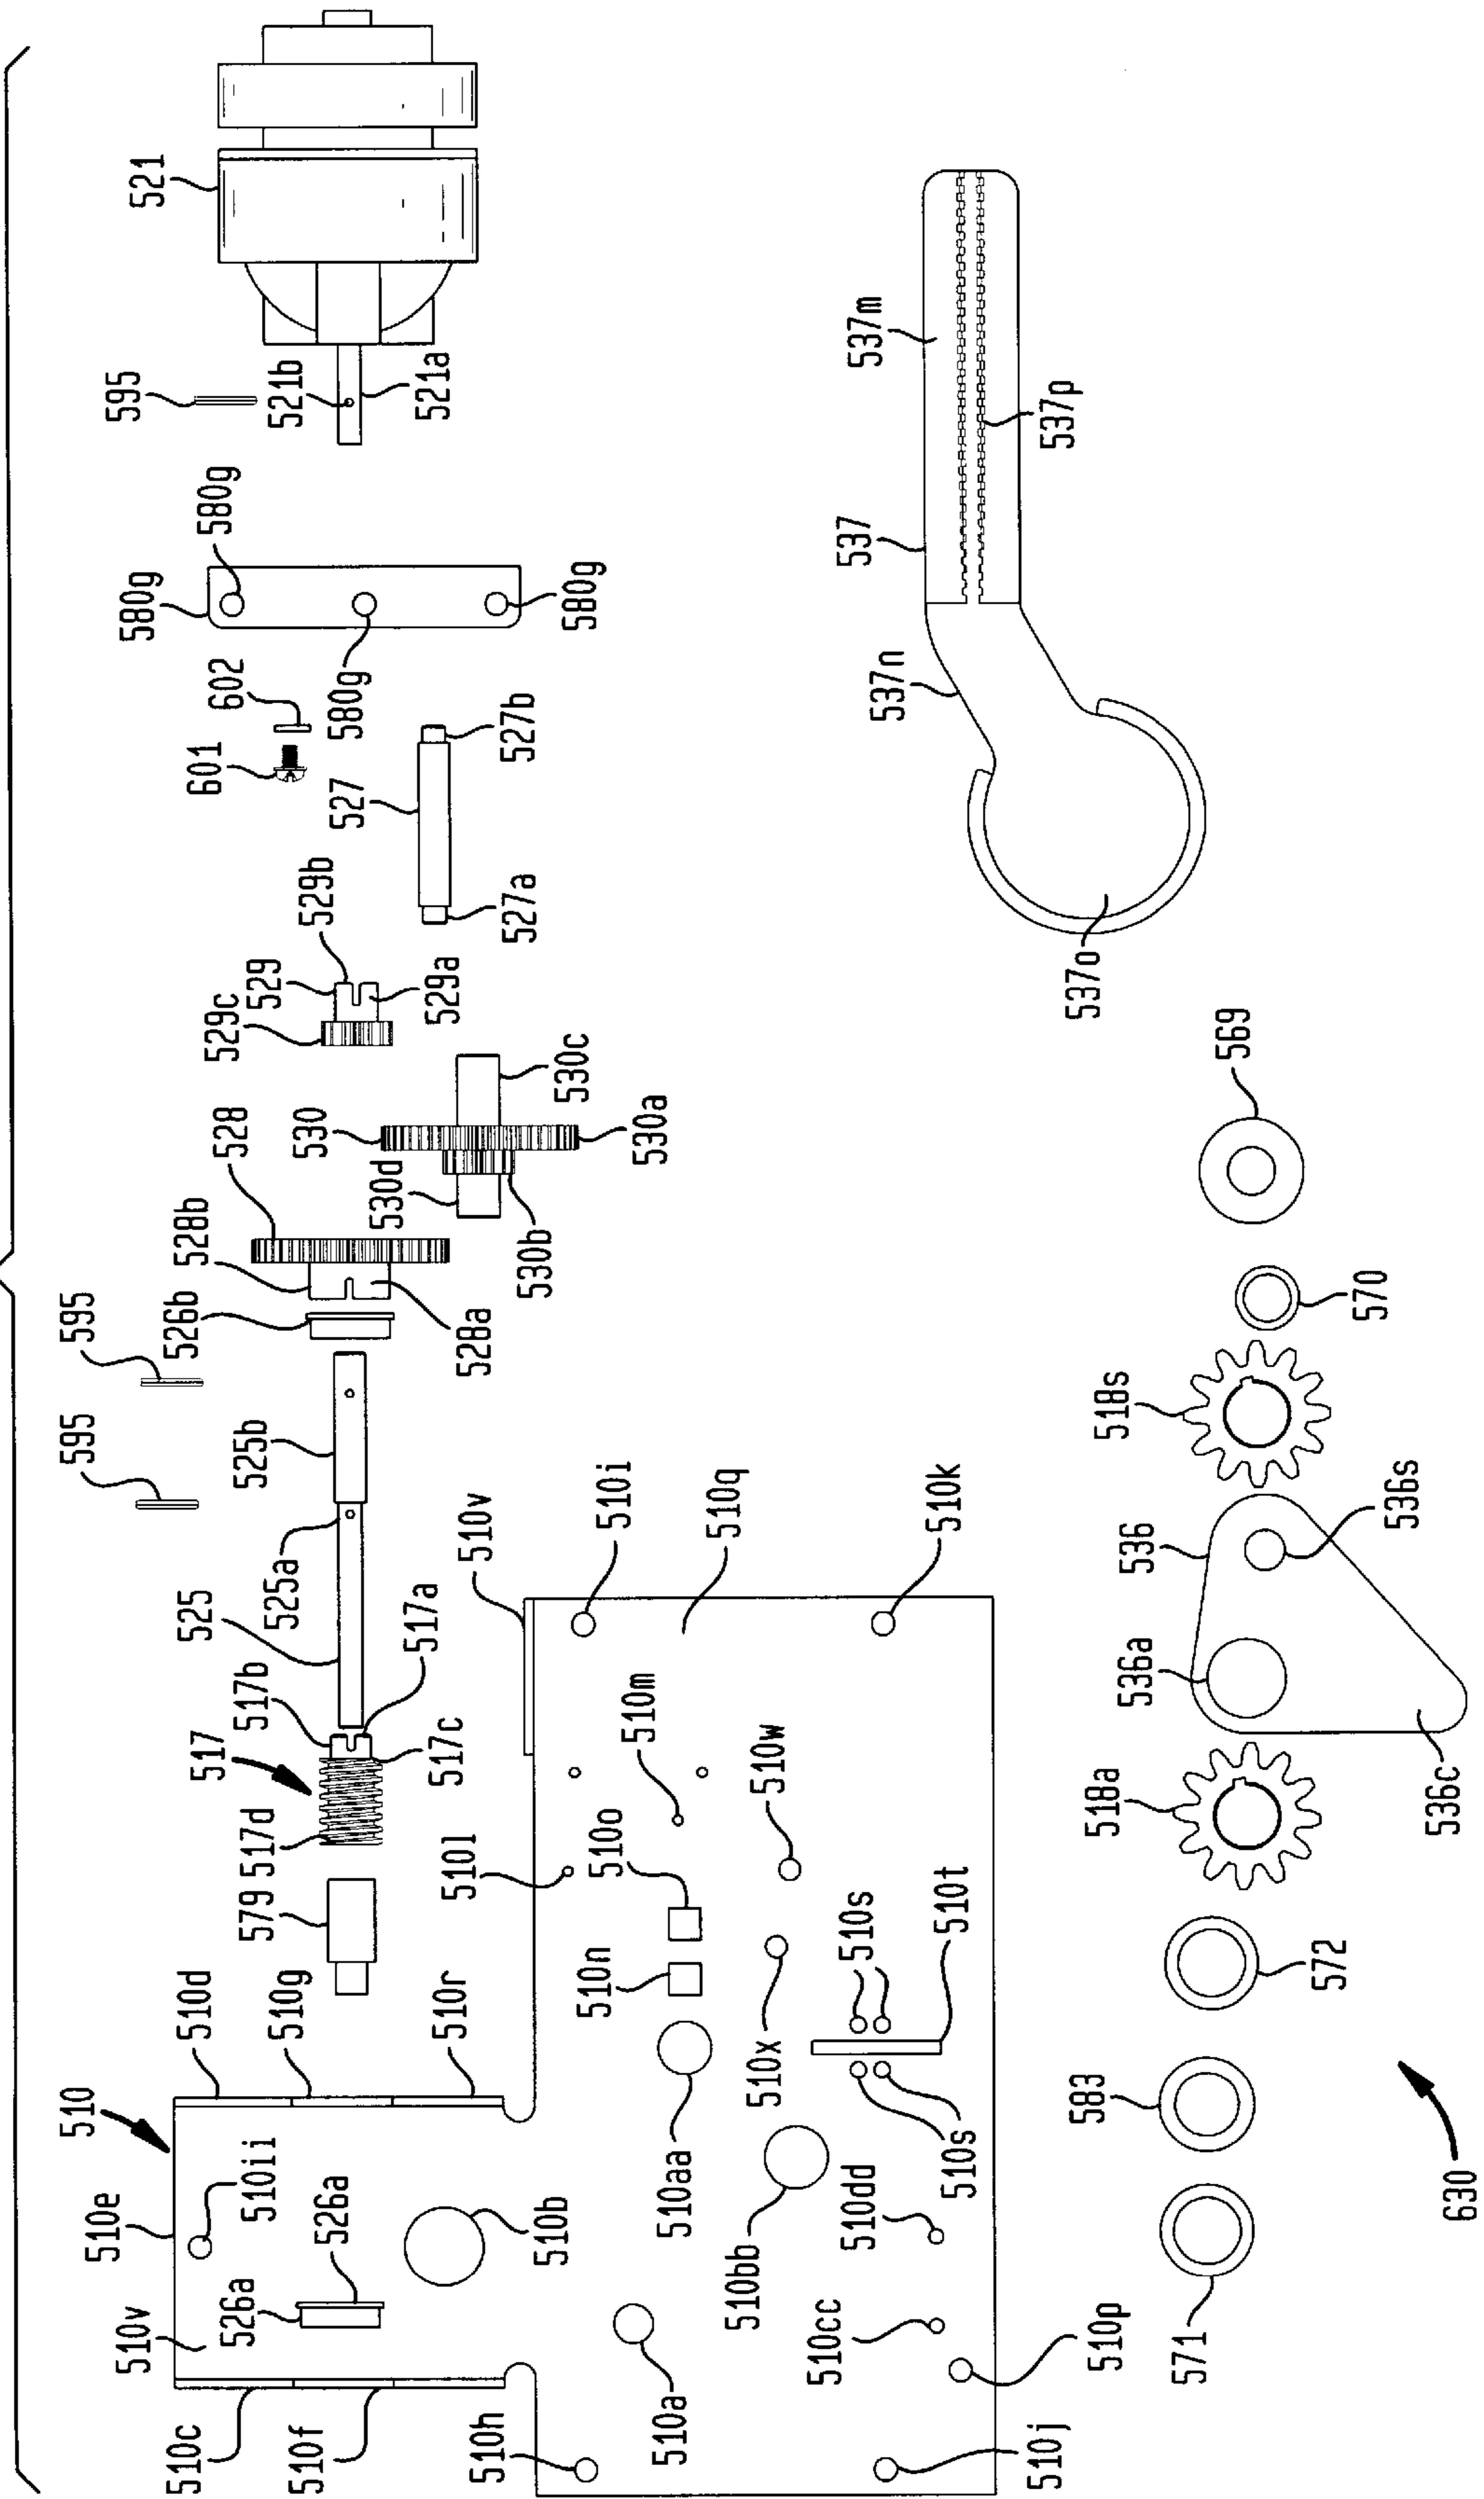 510
510e
510ii
510v
526a
526a
510c
510f
510d
510g
510r
510b
579
517d
517
517b
517c
517a
525
525a
525b
595
595
526b
528b
528
528a
530
530d
530b
530a
530c
529c
529
529b
529a
527a
527
527b
601
602
580g
580g
580g
580g
595
521b
521a
521
510h
510a
510j
510p
510cc
510dd
510bb
510aa
510x
510n
510o
510l
510m
510w
510s
510s
510t
510v
510i
510q
510k
537o
537n
537
537p
537m
571
583
572
518a
536c
536a
536
536s
518s
570
569
630